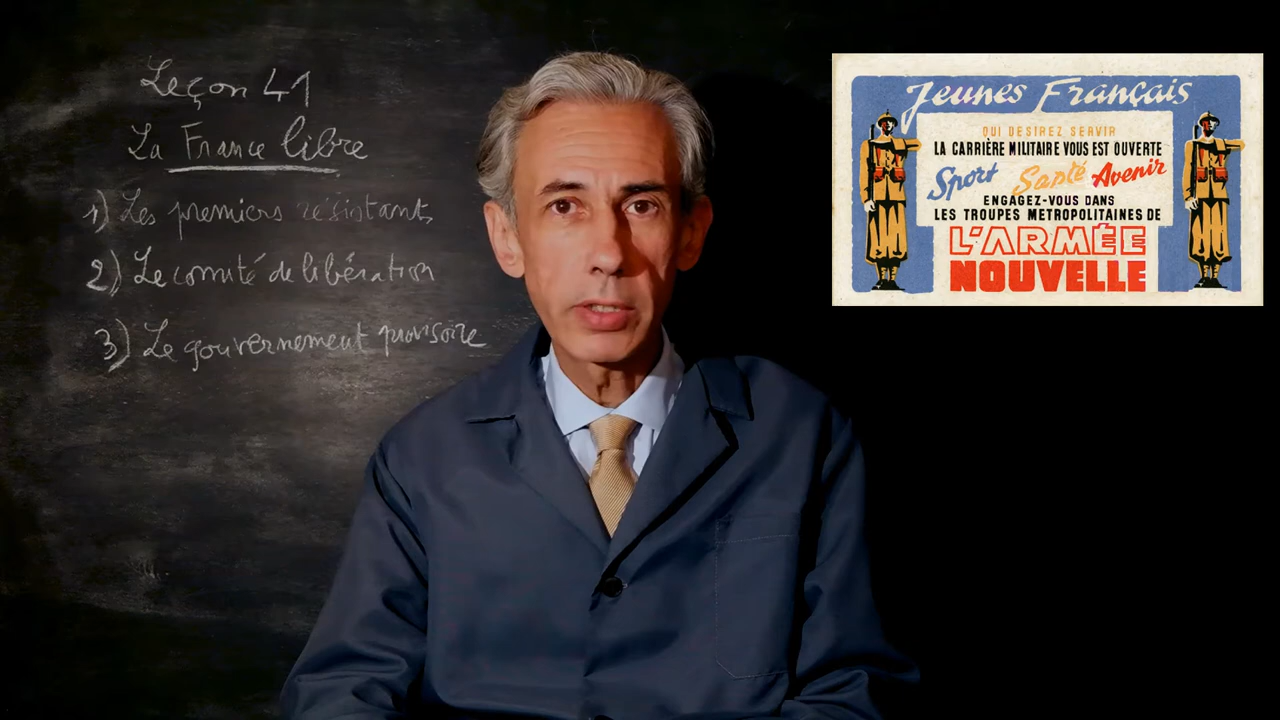 Leçon 41
La France libre
1) Les premiers résistants
2) Le comité de libération
3) Le gouvernement provisoire
Jeunes Français
QUI DESIREZ SERVIR
LA CARRIÈRE MILITAIRE VOUS EST OUVERTE
Sport Santé Avenir
ENGAGEZ-VOUS DANS
LES TROUPES METROPOLITAINES DE
L'ARMÉE
NOUVELLE